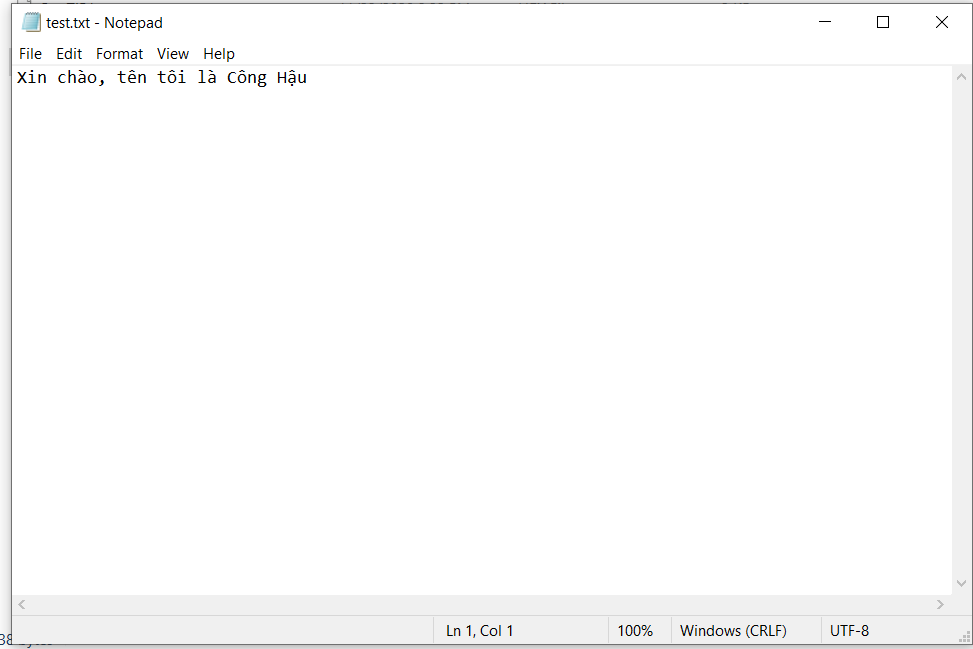 test.txt - Notepad
File Edit Format View Help
Xin chào, tên tôi là Công Hậu
Ln 1, Col 1 100% Windows (CRLF) UTF-8